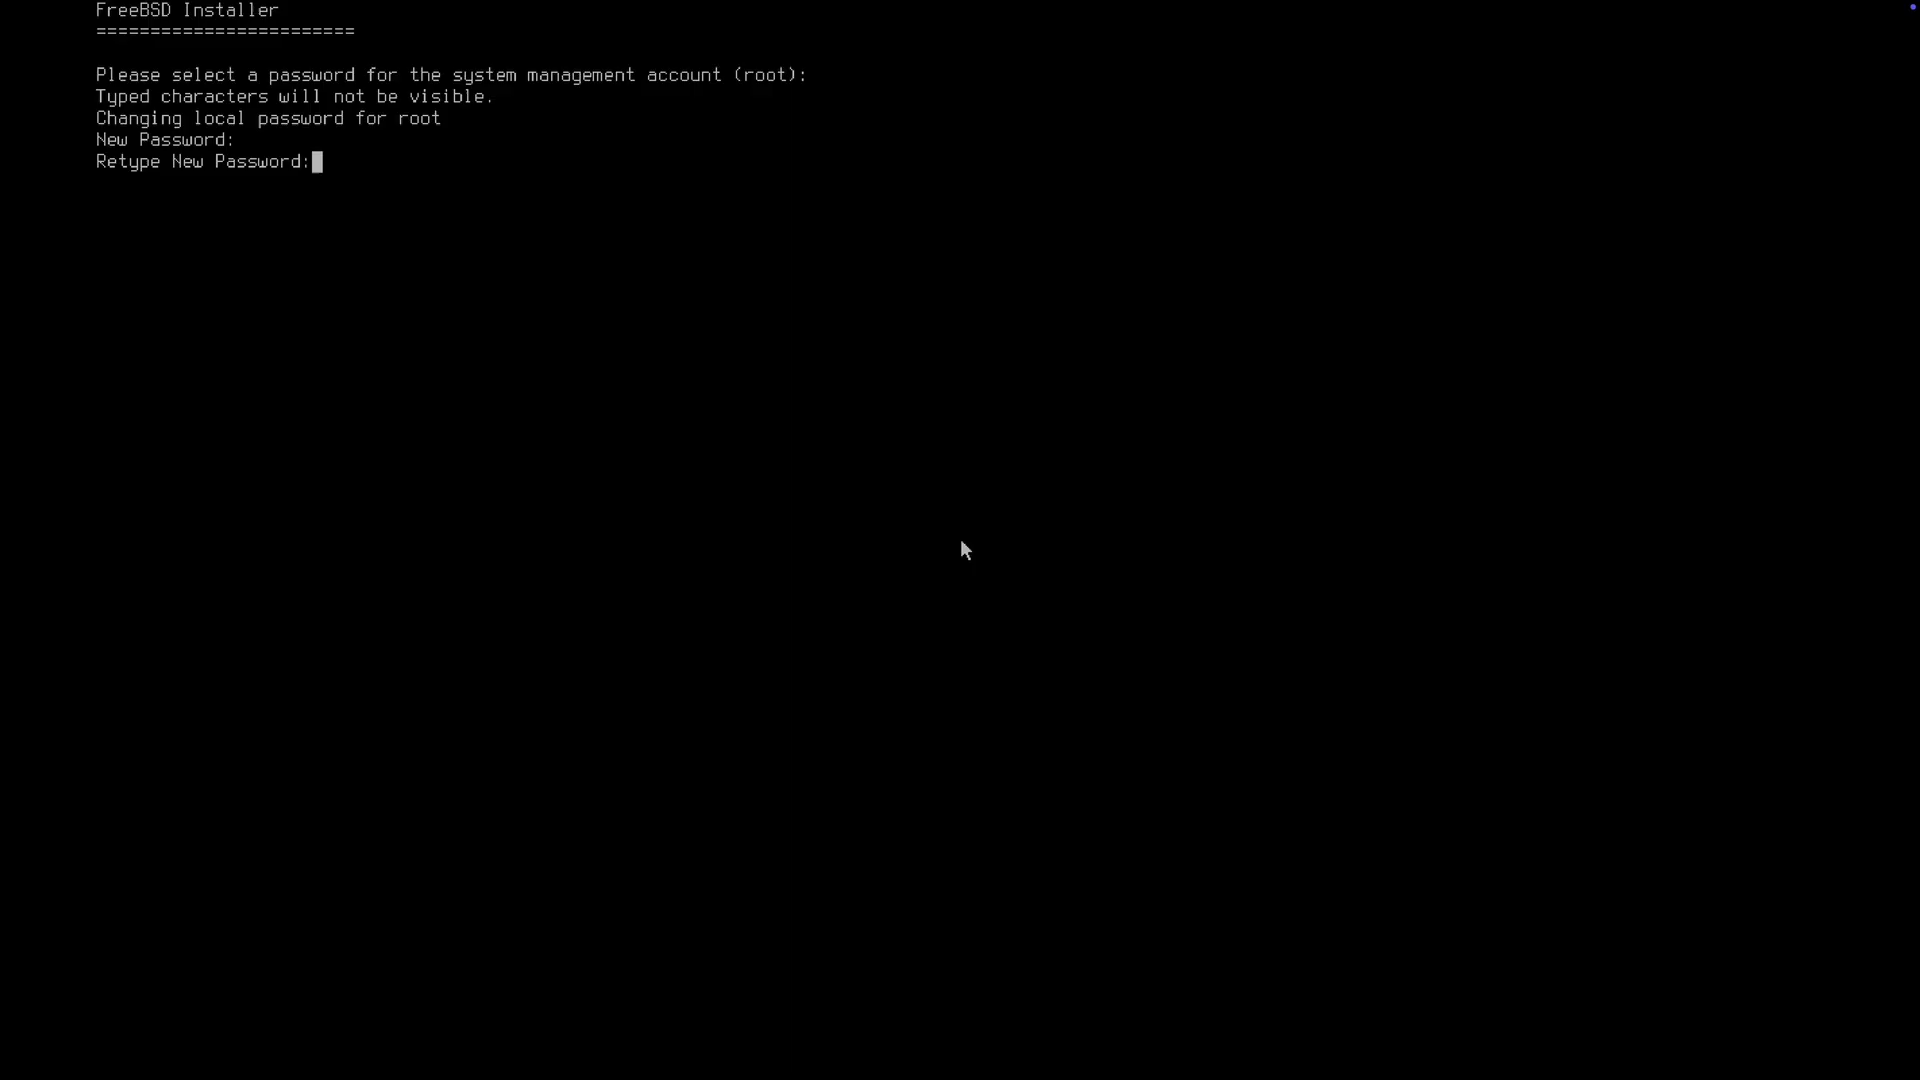 FreeBSD Installer
========================
Please select a password for the system management account (root):
Typed characters will not be visible.
Changing local password for root
New Password:
Retype New Password: